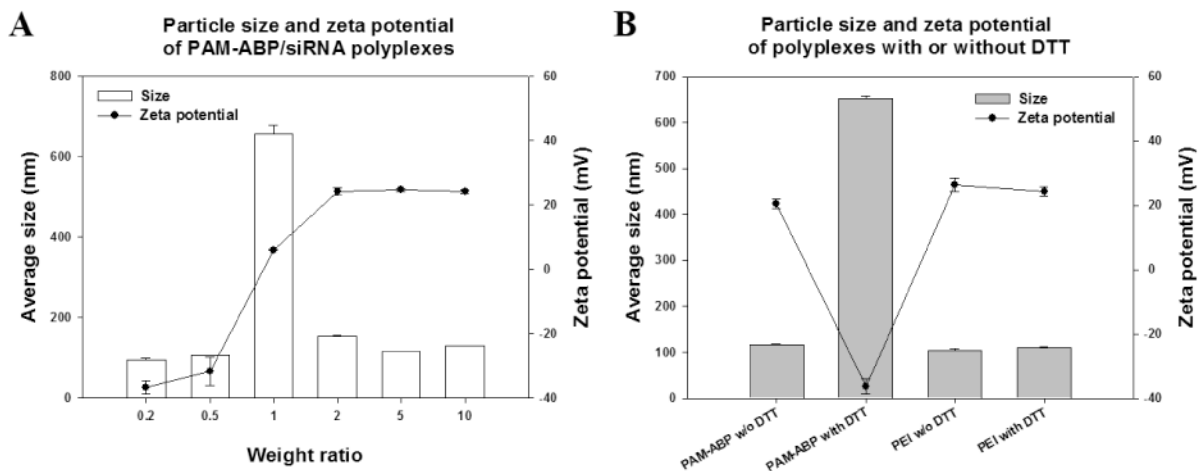 A
Particle size and zeta potential
of PAM-ABP/siRNA polyplexes
Size
Zeta potential
Average size (nm)
800
600
400
200
0
Zeta potential (mV)
60
40
20
0
-20
-40
0.2 0.5 1 2 5 10
Weight ratio
B
Particle size and zeta potential
of polyplexes with or without DTT
Size
Zeta potential
Average size (nm)
700
600
500
400
300
200
100
0
Zeta potential (mV)
60
40
20
0
-20
-40
PAM-ABP w/o DTT
PAM-ABP with DTT
PEI w/o DTT
PEI with DTT